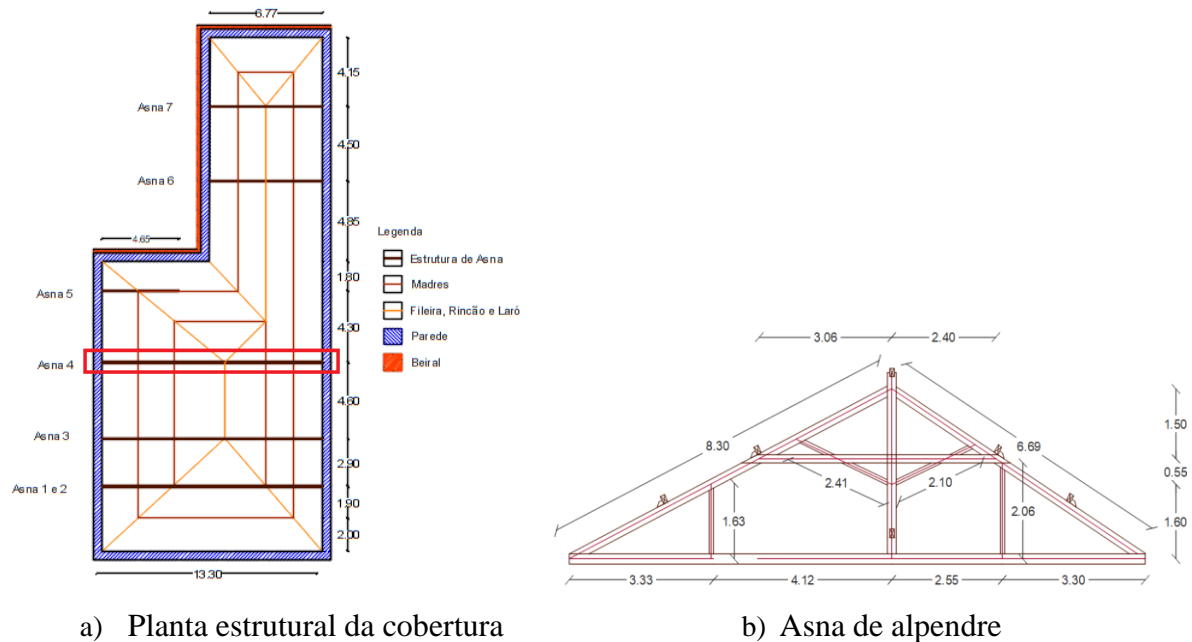 6.77
4.15
Asna 7
4.50
Asna 6
4.85
4.65
1.80
Asna 5
4.30
Asna 4
4.60
Asna 3
2.90
Asna 1 e 2
1.90
2.00
13.30
Legenda
Estrutura de Asna
Madres
Fileira, Rincão e Laró
Parede
Beiral
3.06
2.40
8.30
6.69
1.50
0.55
1.60
2.41
2.10
1.63
2.06
3.33
4.12
2.55
3.30
a) Planta estrutural da cobertura
b) Asna de alpendre